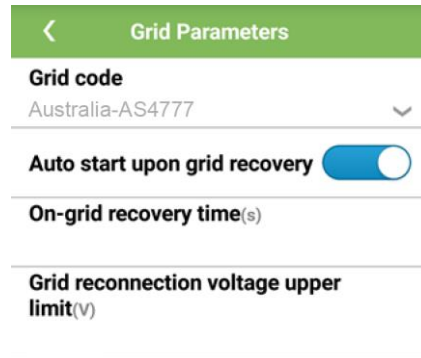 Grid Parameters
Grid code
Australia-AS4777
Auto start upon grid recovery
On-grid recovery time(s)
Grid reconnection voltage upper
limit(V)